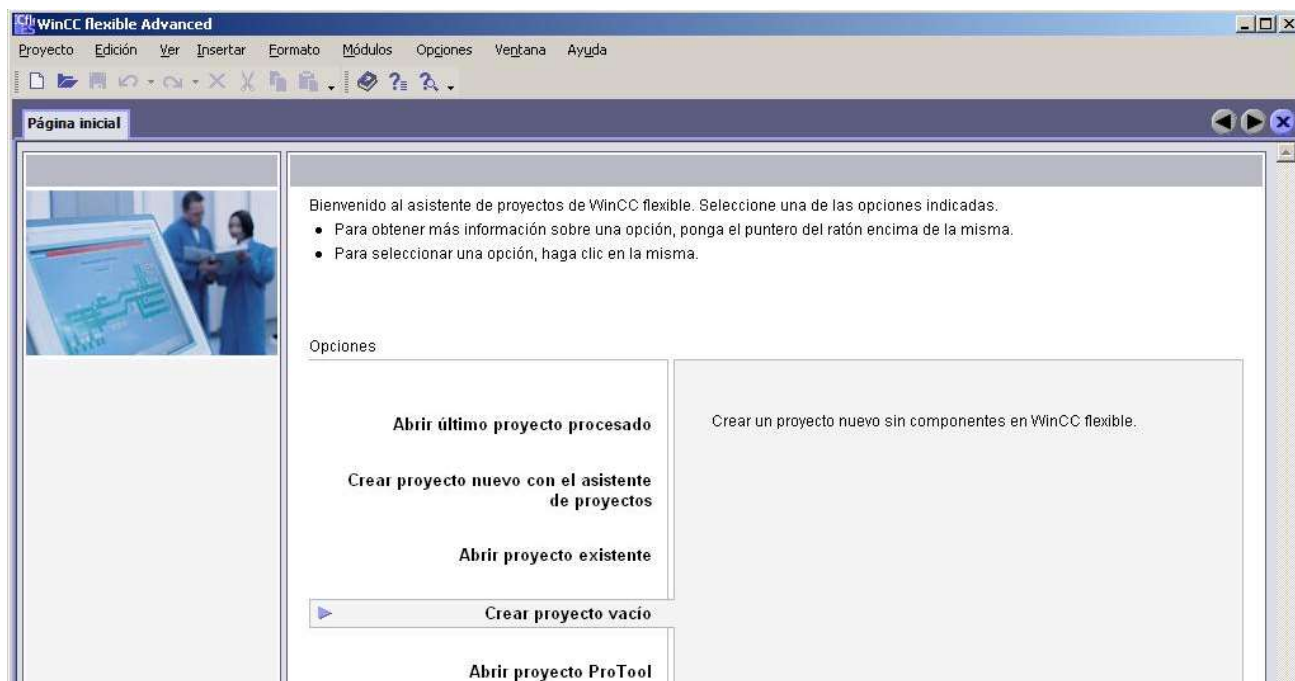 WinCC flexible Advanced
Proyecto Edición Ver Insertar Formato Módulos Opciones Ventana Ayuda
Página inicial
Bienvenido al asistente de proyectos de WinCC flexible. Seleccione una de las opciones indicadas.
• Para obtener más información sobre una opción, ponga el puntero del ratón encima de la misma.
• Para seleccionar una opción, haga clic en la misma.
Opciones
Abrir último proyecto procesado
Crear un proyecto nuevo sin componentes en WinCC flexible.
Crear proyecto nuevo con el asistente
de proyectos
Abrir proyecto existente
Crear proyecto vacío
Abrir proyecto ProTool